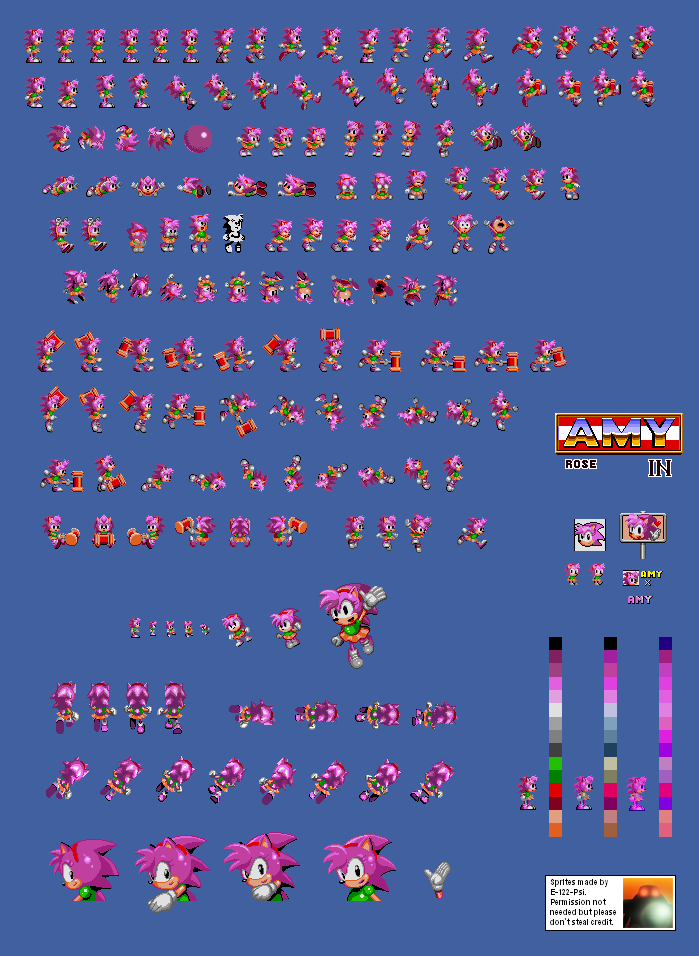 AMY
ROSE
IN
AMY
X
AMY
Sprites made by
E-122-Psi.
Permission not
needed but please
don't steal credit.